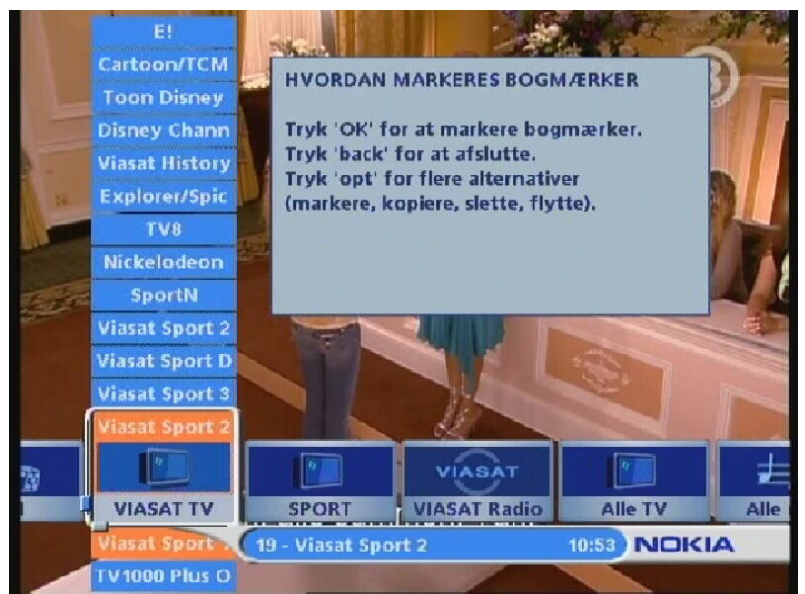 E!
Cartoon/TCM
Toon Disney
Disney Chann
Viasat History
Explorer/Spic
TV8
Nickelodeon
SportN
Viasat Sport 2
Viasat Sport D
Viasat Sport 3
Viasat Sport 2
HVORDAN MARKERES BOGMÆRKER
Tryk 'OK' for at markere bogmærker.
Tryk 'back' for at afslutte.
Tryk 'opt' for flere alternativer
(markere, kopiere, slette, flytte).
3
VIASAT
VIASAT TV
SPORT
VIASAT Radio
Alle TV
Alle
Viasat Sport
19 - Viasat Sport 2
10:53
NOKIA
TV1000 Plus O